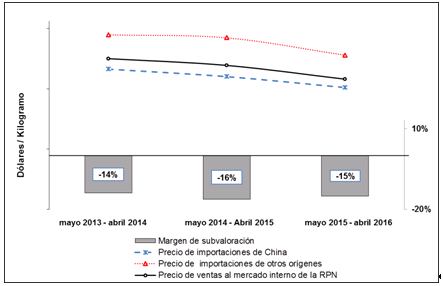 Dólares / Kilogramo
10%
-14%
-16%
-15%
-20%
mayo 2013 - abril 2014
mayo 2014 - Abril 2015
mayo 2015 - abril 2016
Margen de subvaloración
Precio de importaciones de China
Precio de importaciones de otros orígenes
Precio de ventas al mercado interno de la RPN